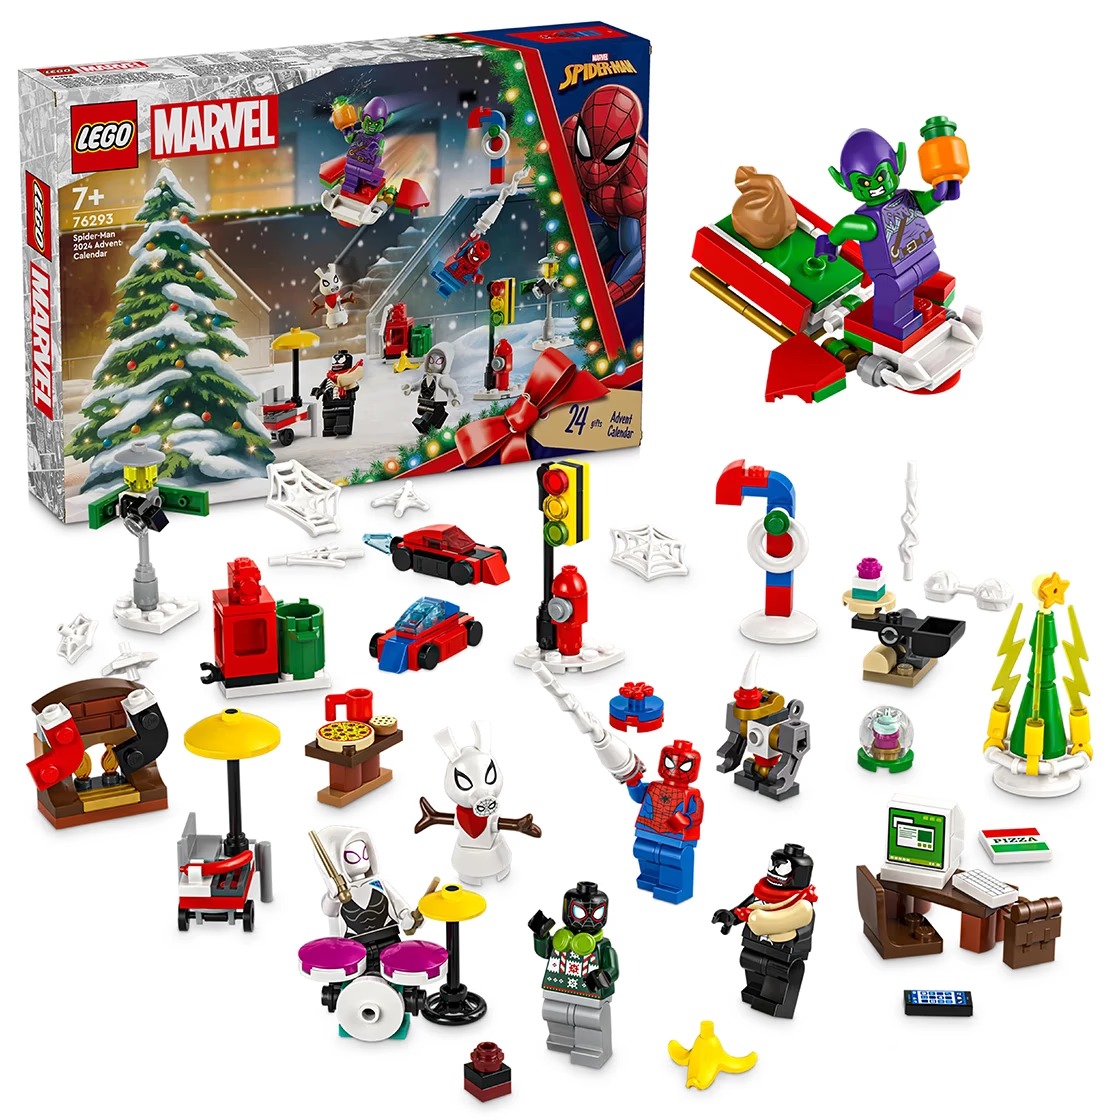 LEGO
MARVEL
7+
76293
Spider-Man
2024 Advent
Calendar
MARVEL
SPIDER-MAN
LEGO
MARVEL
24 gifts
Advent
Calendar
PIZZA